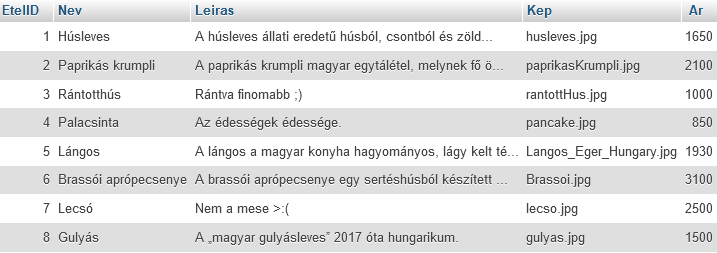 EtelID Nev Leiras Kep Ar
1 Húsleves A húsleves állati eredetű húsból, csontból és zöld... husleves.jpg 1650
2 Paprikás krumpli A paprikás krumpli magyar egytálétel, melynek fő ö... paprikasKrumpli.jpg 2100
3 Rántotthús Rántva finomabb ;) rantottHus.jpg 1000
4 Palacsinta Az édességek édessége. pancake.jpg 850
5 Lángos A lángos a magyar konyha hagyományos, lágy kelt té... Langos_Eger_Hungary.jpg 1930
6 Brassói aprópecsenye A brassói aprópecsenye egy sertéshúsból készített ... Brassoi.jpg 3100
7 Lecsó Nem a mese >:( lecso.jpg 2500
8 Gulyás A „magyar gulyásleves” 2017 óta hungarikum. gulyas.jpg 1500